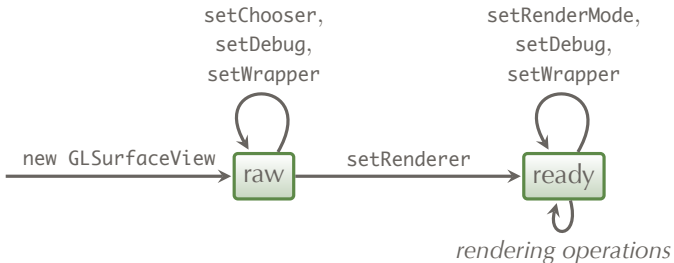 setChooser,
setDebug,
setWrapper
setRenderMode,
setDebug,
setWrapper
new GLSurfaceView
raw
setRenderer
ready
rendering operations